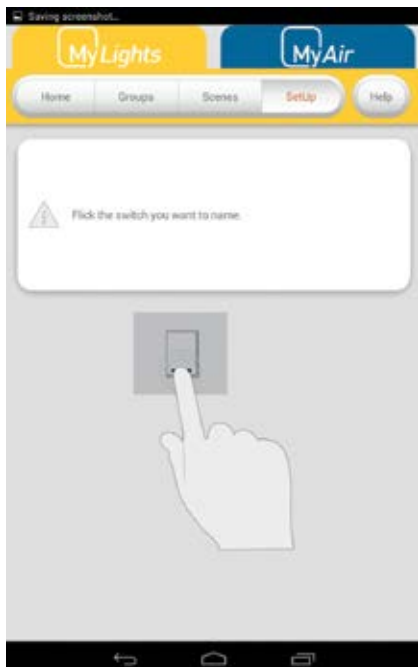 Saving screenshot...
MyLights MyAir
Home Groups Scenes SetUp Help
Flick the switch you want to name.